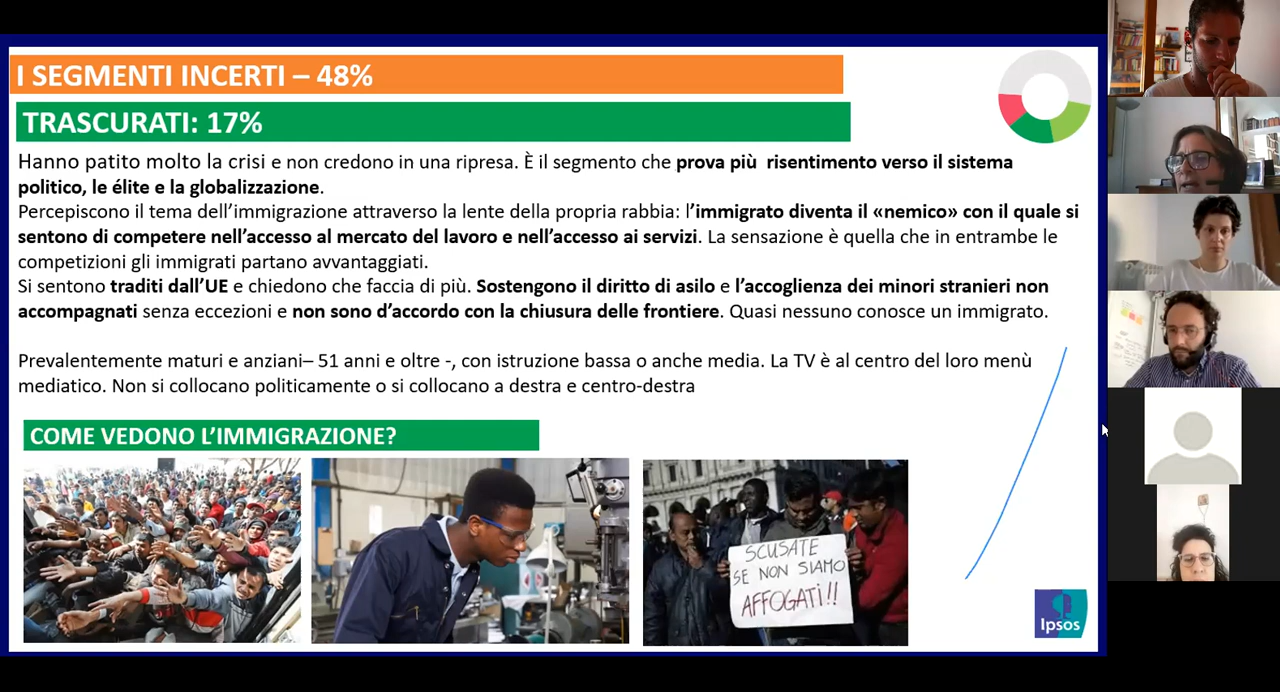 I SEGMENTI INCERTI – 48%
TRASCURATI: 17%
Hanno patito molto la crisi e non credono in una ripresa. È il segmento che prova più risentimento verso il sistema
politico, le élite e la globalizzazione.
Percepiscono il tema dell'immigrazione attraverso la lente della propria rabbia: l'immigrato diventa il «nemico» con il quale si
sentono di competere nell'accesso al mercato del lavoro e nell'accesso ai servizi. La sensazione è quella che in entrambe le
competizioni gli immigrati partano avvantaggiati.
Si sentono traditi dall'UE e chiedono che faccia di più. Sostengono il diritto di asilo e l'accoglienza dei minori stranieri non
accompagnati senza eccezioni e non sono d'accordo con la chiusura delle frontiere. Quasi nessuno conosce un immigrato.
Prevalentemente maturi e anziani– 51 anni e oltre -, con istruzione bassa o anche media. La TV è al centro del loro menù
mediatico. Non si collocano politicamente o si collocano a destra e centro-destra
COME VEDONO L'IMMIGRAZIONE?
SCUSATE
SE NON SIAMO
AFFOGATI!!
Ipsos